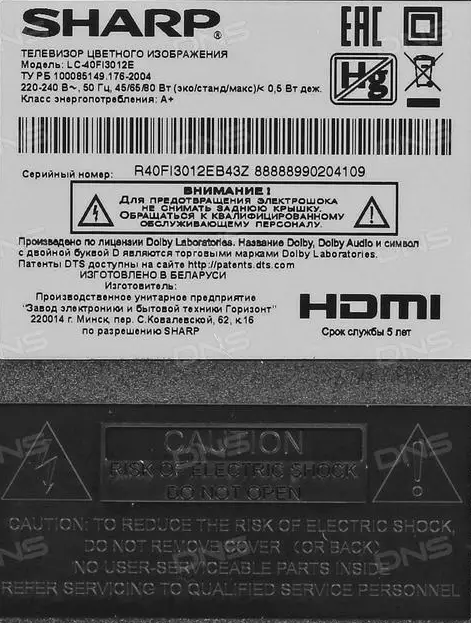 SHARP®
EAC
ТЕЛЕВИЗОР ЦВЕТНОГО ИЗОБРАЖЕНИЯ
Модель: LC-40FI3012E
ТУ РБ 100085149.176-2004
220-240 В~, 50 Гц, 45/65/80 Вт (эко/станд/макс)/< 0,5 Вт деж.
Класс энергопотребления: А+
Hg
Серийный номер: R40FI3012EB43Z 88888990204109
ВНИМАНИЕ!
ДЛЯ ПРЕДОТВРАЩЕНИЯ ЭЛЕКТРОШОКА
НЕ СНИМАТЬ ЗАДНЮЮ КРЫШКУ.
ОБРАЩАТЬСЯ К КВАЛИФИЦИРОВАННОМУ
ОБСЛУЖИВАЮЩЕМУ ПЕРСОНАЛУ.
Произведено по лицензии Dolby Laboratories. Название Dolby, Dolby Audio и символ
с двойной буквой D являются торговыми марками Dolby Laboratories.
Патенты DTS доступны на сайте http://patents.dts.com
ИЗГОТОВЛЕНО В БЕЛАРУСИ
Изготовитель:
Производственное унитарное предприятие
"Завод электроники и бытовой техники Горизонт"
220014 г. Минск, пер. С.Ковалевской, 62, к.16
по разрешению SHARP
HDMI
Срок службы 5 лет
CAUTION
RISK OF ELECTRIC SHOCK
DO NOT OPEN
CAUTION: TO REDUCE THE RISK OF ELECTRIC SHOCK,
DO NOT REMOVE COVER (OR BACK)
NO USER-SERVICEABLE PARTS INSIDE
REFER SERVICING TO QUALIFIED SERVICE PERSONNEL
DNS